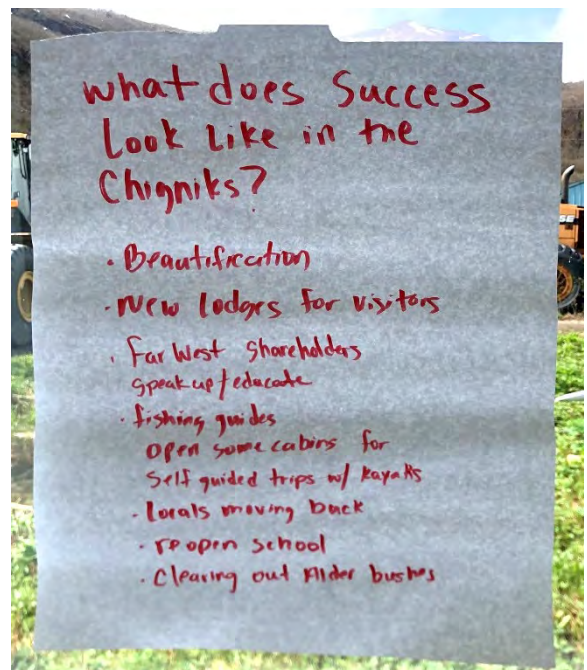 what does Success
Look Like in the
Chigniks?
· Beautification
· New lodges for visitors
· Far West Shareholders
speak up / educate
· fishing guides
open some cabins for
Self guided trips w/ kayaks
· Locals moving back
· reopen school
· Clearing out Alder bushes
SE